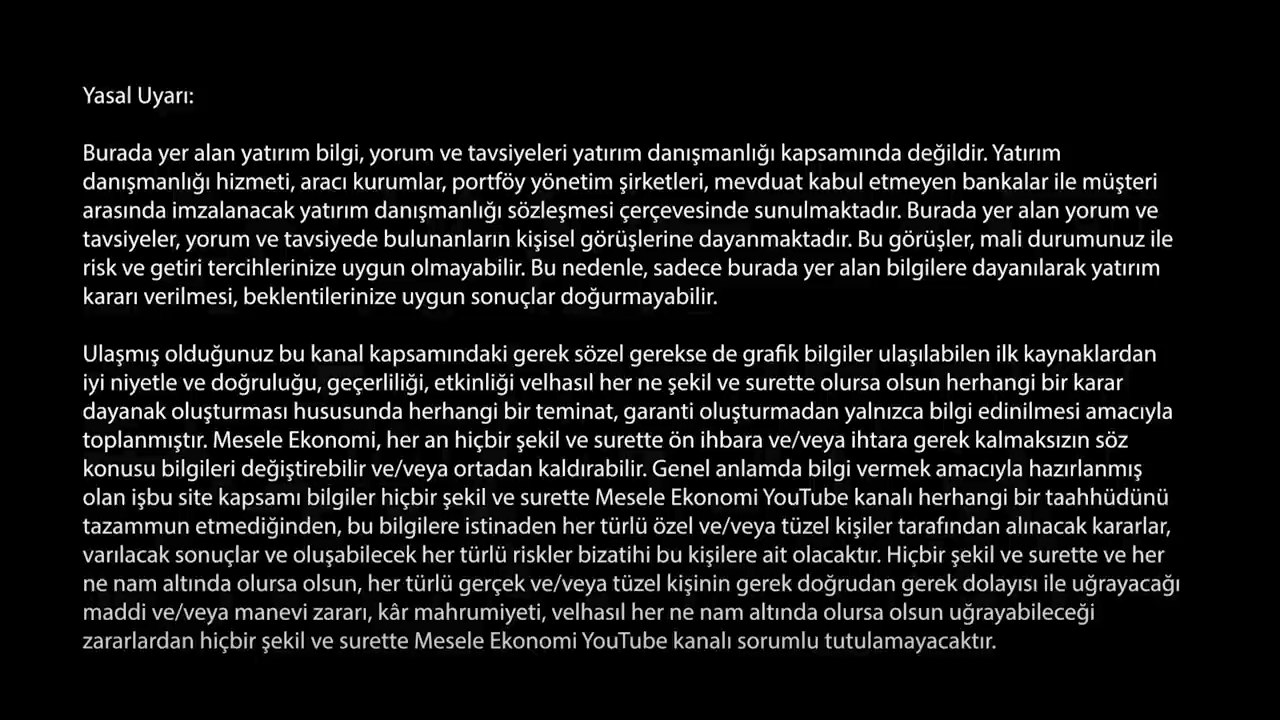 Yasal Uyarı:
Burada yer alan yatırım bilgi, yorum ve tavsiyeleri yatırım danışmanlığı kapsamında değildir. Yatırım
danışmanlığı hizmeti, aracı kurumlar, portföy yönetim şirketleri, mevduat kabul etmeyen bankalar ile müşteri
arasında imzalanacak yatırım danışmanlığı sözleşmesi çerçevesinde sunulmaktadır. Burada yer alan yorum ve
tavsiyeler, yorum ve tavsiyede bulunanların kişisel görüşlerine dayanmaktadır. Bu görüşler, mali durumunuz ile
risk ve getiri tercihlerinize uygun olmayabilir. Bu nedenle, sadece burada yer alan bilgilere dayanılarak yatırım
kararı verilmesi, beklentilerinize uygun sonuçlar doğurmayabilir.
Ulaşmış olduğunuz bu kanal kapsamındaki gerek sözel gerekse de grafik bilgiler ulaşılabilen ilk kaynaklardan
iyi niyetle ve doğruluğu, geçerliliği, etkinliği velhasıl her ne şekil ve surette olursa olsun herhangi bir karar
dayanak oluşturması hususunda herhangi bir teminat, garanti oluşturmadan yalnızca bilgi edinilmesi amacıyla
toplanmıştır. Mesele Ekonomi, her an hiçbir şekil ve surette ön ihbara ve/veya ihtara gerek kalmaksızın söz
konusu bilgileri değiştirebilir ve/veya ortadan kaldırabilir. Genel anlamda bilgi vermek amacıyla hazırlanmış
olan işbu site kapsamı bilgiler hiçbir şekil ve surette Mesele Ekonomi YouTube kanalı herhangi bir taahhüdünü
tazammun etmediğinden, bu bilgilere istinaden her türlü özel ve/veya tüzel kişiler tarafından alınacak kararlar,
varılacak sonuçlar ve oluşabilecek her türlü riskler bizatihi bu kişilere ait olacaktır. Hiçbir şekil ve surette ve her
ne nam altında olursa olsun, her türlü gerçek ve/veya tüzel kişinin gerek doğrudan gerek dolayısı ile uğrayacağı
maddi ve/veya manevi zararı, kâr mahrumiyeti, velhasıl her ne nam altında olursa olsun uğrayabileceği
zararlardan hiçbir şekil ve surette Mesele Ekonomi YouTube kanalı sorumlu tutulamayacaktır.